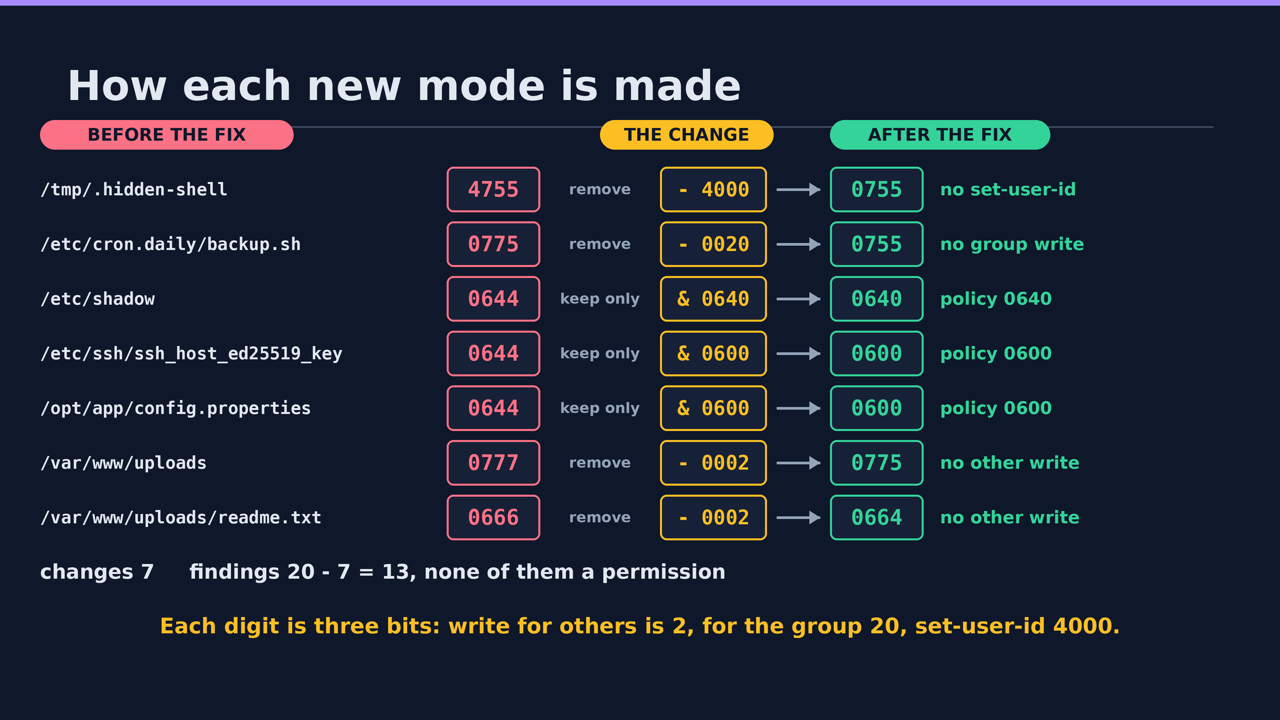 How each new mode is made
BEFORE THE FIX THE CHANGE AFTER THE FIX
/tmp/.hidden-shell 4755 remove - 4000 0755 no set-user-id
/etc/cron.daily/backup.sh 0775 remove - 0020 0755 no group write
/etc/shadow 0644 keep only & 0640 0640 policy 0640
/etc/ssh/ssh_host_ed25519_key 0644 keep only & 0600 0600 policy 0600
/opt/app/config.properties 0644 keep only & 0600 0600 policy 0600
/var/www/uploads 0777 remove - 0002 0775 no other write
/var/www/uploads/readme.txt 0666 remove - 0002 0664 no other write
changes 7 findings 20 - 7 = 13, none of them a permission
Each digit is three bits: write for others is 2, for the group 20, set-user-id 4000.